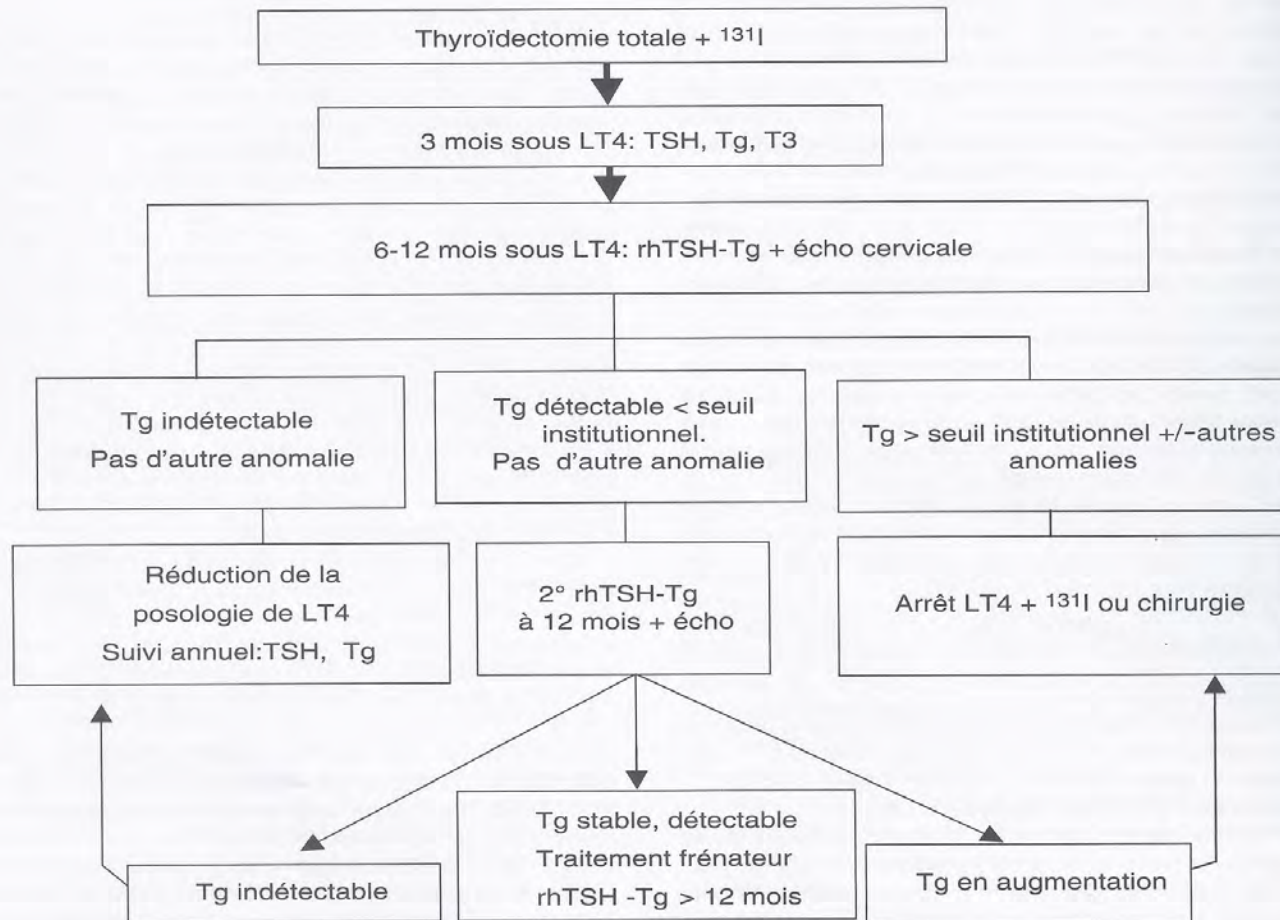 Thyroïdectomie totale + ¹³¹I
3 mois sous LT4: TSH, Tg, T3
6-12 mois sous LT4: rhTSH-Tg + écho cervicale
Tg indétectable
Pas d'autre anomalie
Tg détectable < seuil
institutionnel.
Pas d'autre anomalie
Tg > seuil institutionnel +/-autres
anomalies
Réduction de la
posologie de LT4
Suivi annuel:TSH, Tg
2° rhTSH-Tg
à 12 mois + écho
Arrêt LT4 + ¹³¹I ou chirurgie
Tg indétectable
Tg stable, détectable
Traitement frénateur
rhTSH -Tg > 12 mois
Tg en augmentation